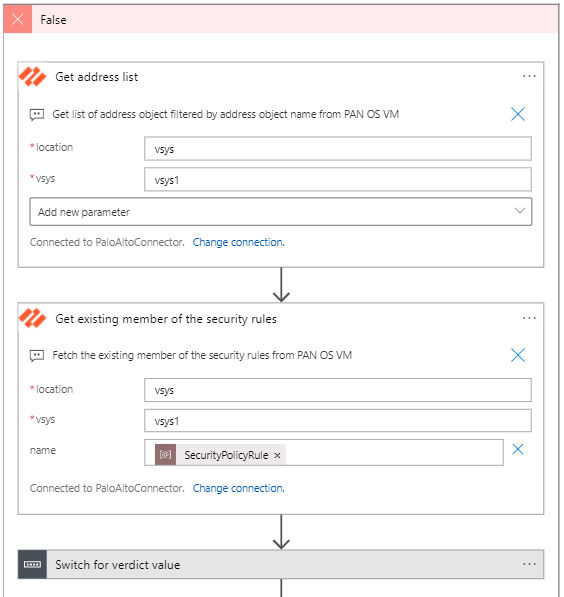 False
Get address list
Get list of address object filtered by address object name from PAN OS VM
*location vsys
*vsys vsys1
Add new parameter
Connected to PaloAltoConnector. Change connection.
Get existing member of the security rules
Fetch the existing member of the security rules from PAN OS VM
*location vsys
*vsys vsys1
name [@] SecurityPolicyRule ×
Connected to PaloAltoConnector. Change connection.
Switch for verdict value